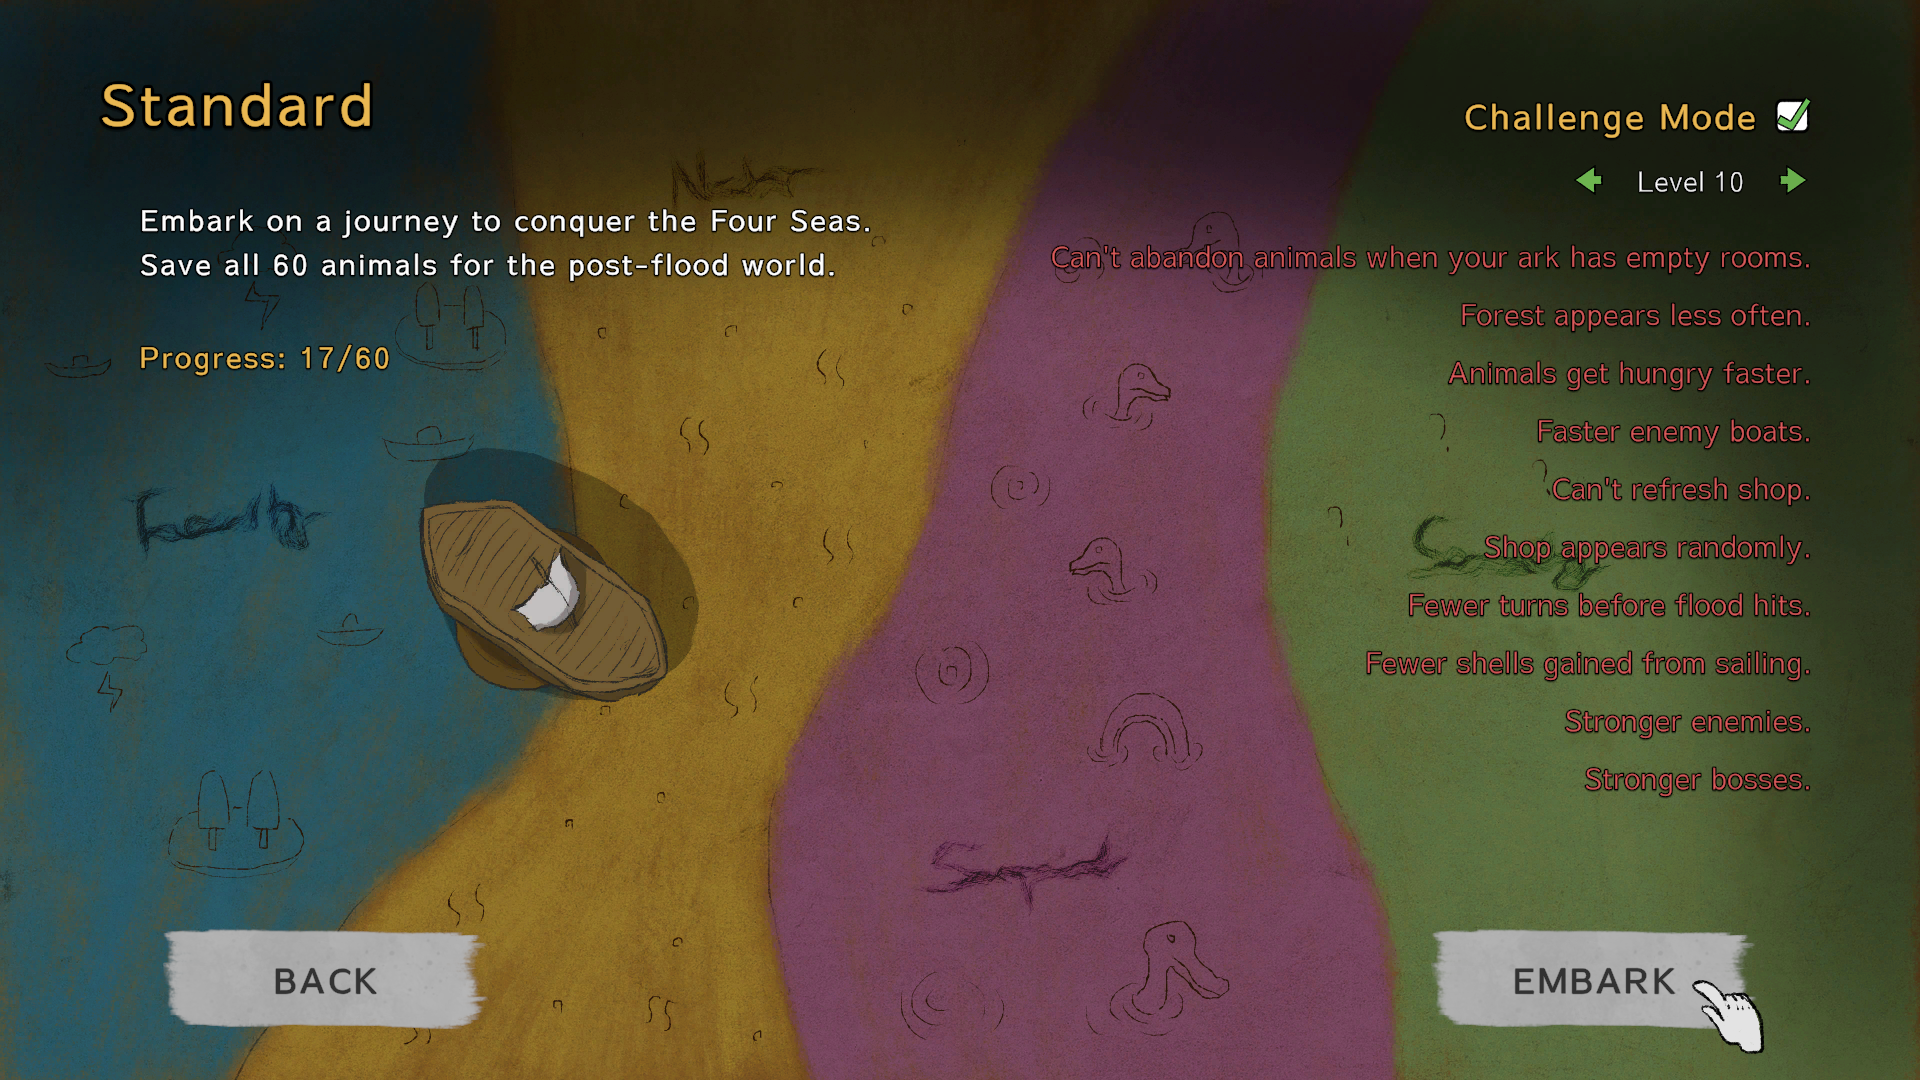 Standard
Embark on a journey to conquer the Four Seas.
Save all 60 animals for the post-flood world.
Progress: 17/60
Challenge Mode
Level 10
Can't abandon animals when your ark has empty rooms.
Forest appears less often.
Animals get hungry faster.
Faster enemy boats.
Can't refresh shop.
Shop appears randomly.
Fewer turns before flood hits.
Fewer shells gained from sailing.
Stronger enemies.
Stronger bosses.
BACK
EMBARK